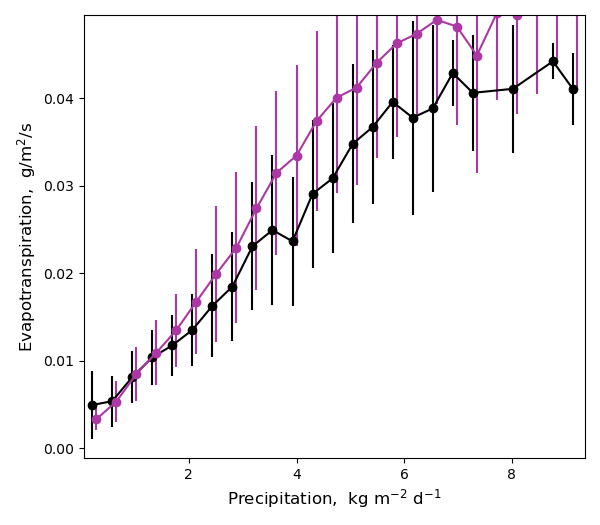 Evapotranspiration, g/m²/s
0.04
0.03
0.02
0.01
0.00
2 4 6 8
Precipitation, kg m⁻² d⁻¹